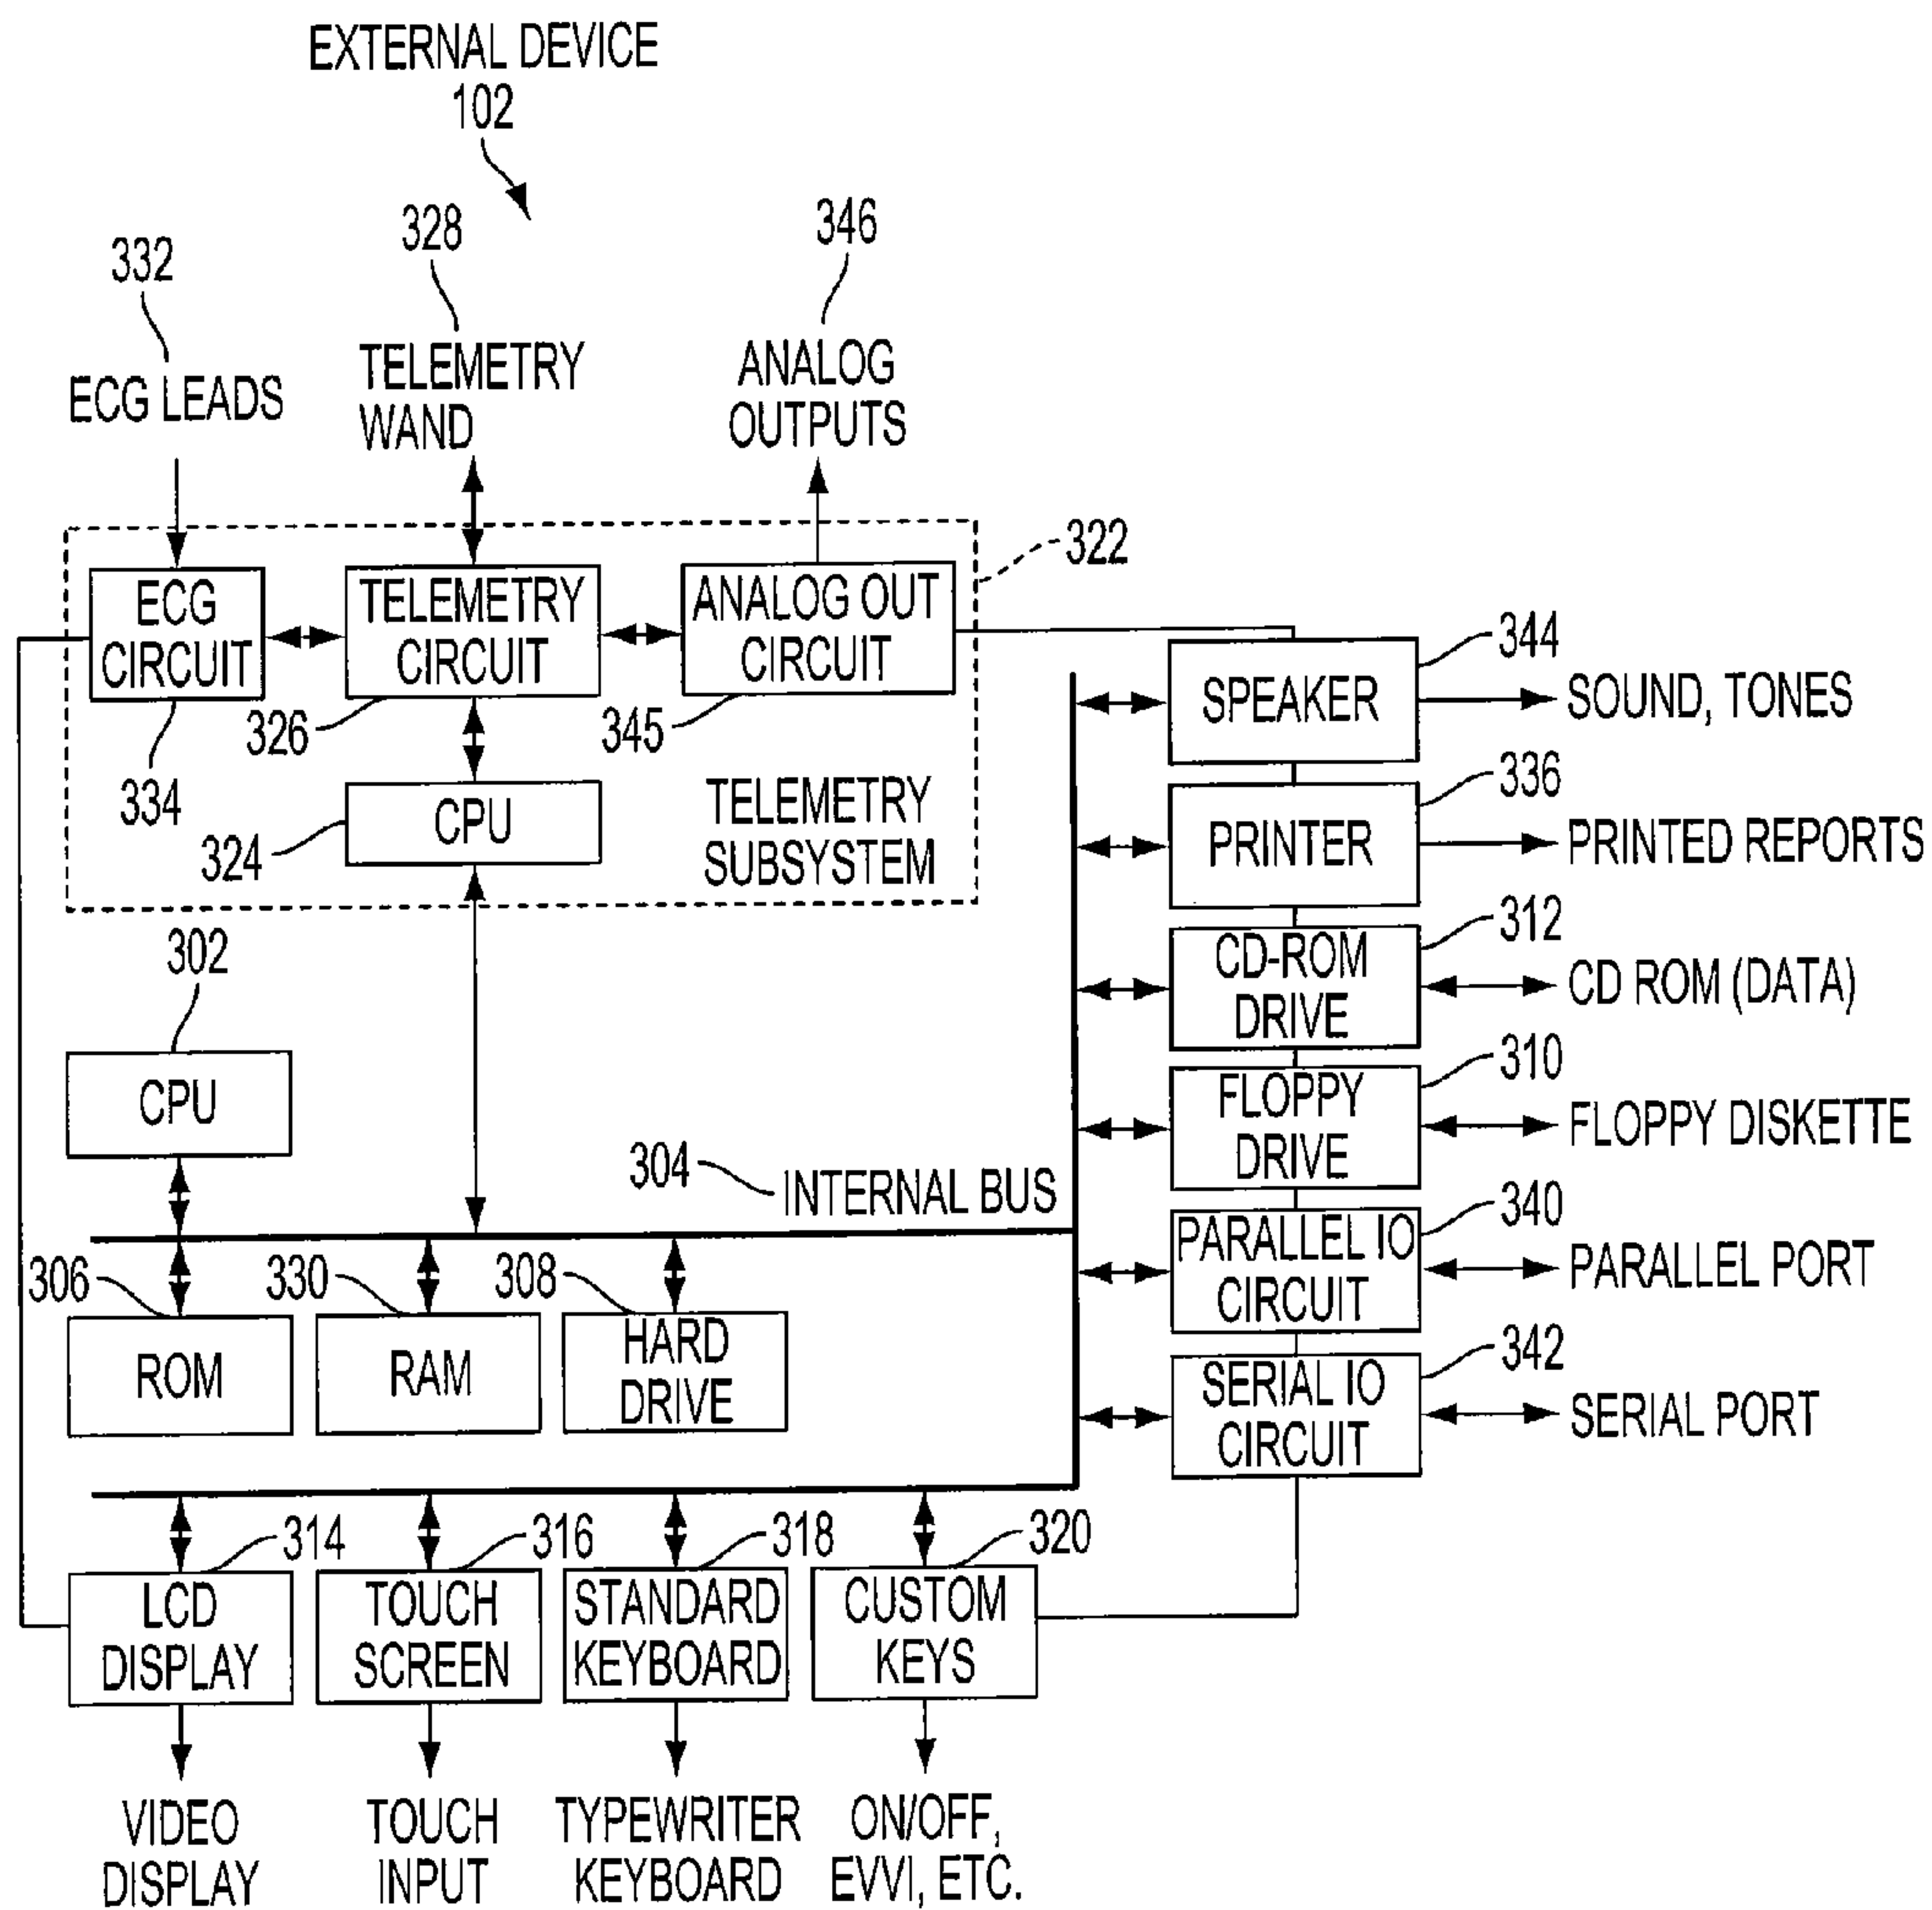 EXTERNAL DEVICE
102
332
328
346
ECG LEADS
TELEMETRY
WAND
ANALOG
OUTPUTS
322
ECG
CIRCUIT
TELEMETRY
CIRCUIT
ANALOG OUT
CIRCUIT
334
326
345
324
CPU
TELEMETRY
SUBSYSTEM
344
SPEAKER
SOUND, TONES
336
PRINTER
PRINTED REPORTS
312
CD-ROM
DRIVE
CD ROM (DATA)
310
FLOPPY
DRIVE
FLOPPY DISKETTE
340
PARALLEL IO
CIRCUIT
PARALLEL PORT
342
SERIAL IO
CIRCUIT
SERIAL PORT
302
CPU
304
INTERNAL BUS
306
330
308
ROM
RAM
HARD
DRIVE
314
316
318
320
LCD
DISPLAY
TOUCH
SCREEN
STANDARD
KEYBOARD
CUSTOM
KEYS
VIDEO
DISPLAY
TOUCH
INPUT
TYPEWRITER
KEYBOARD
ON/OFF,
EVVI, ETC.